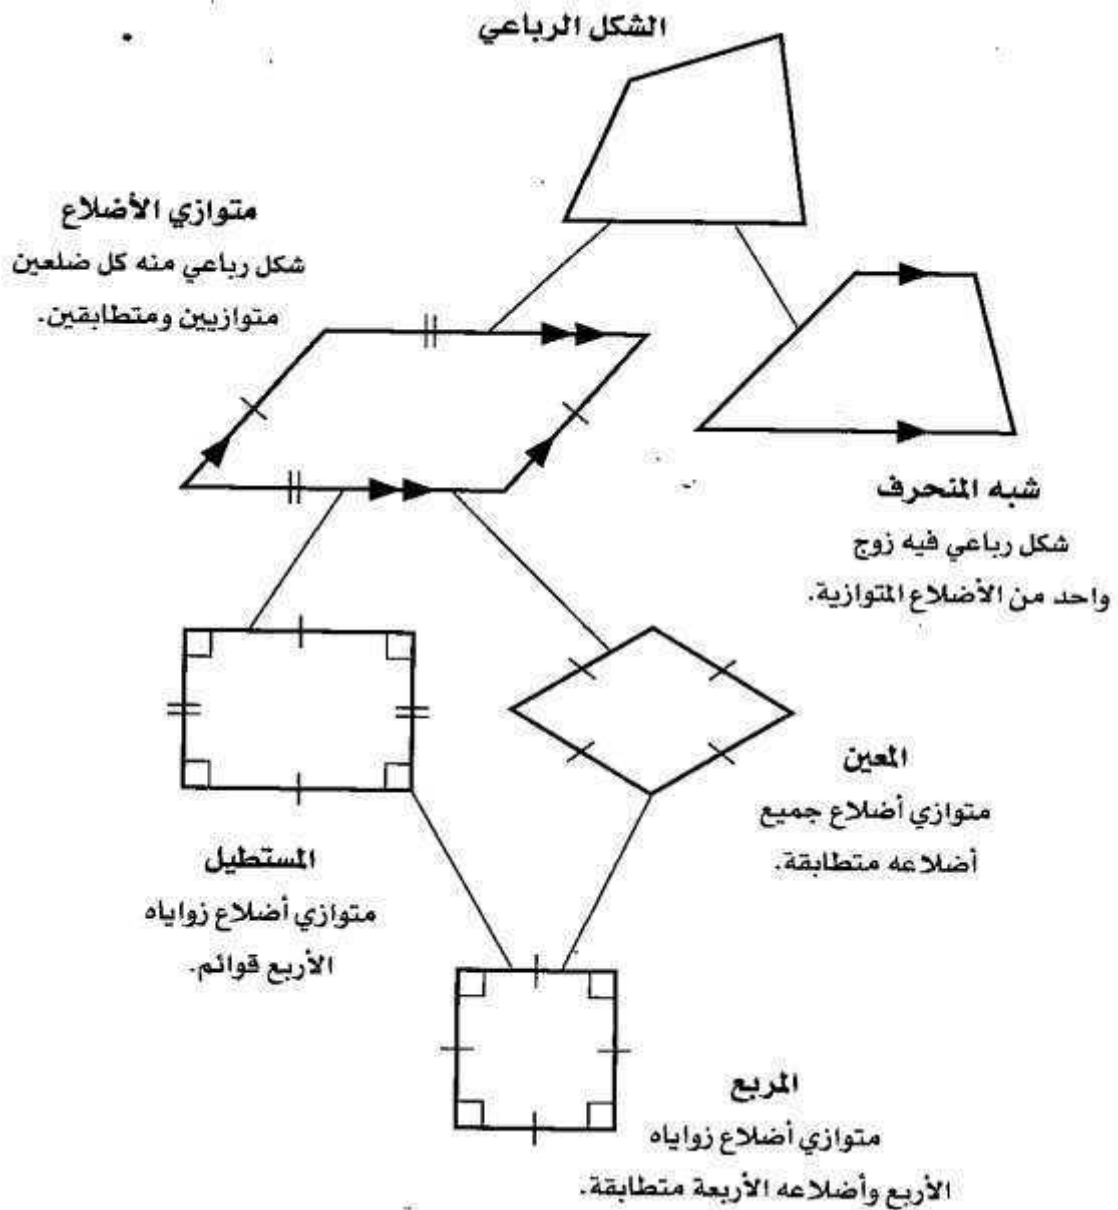 الشكل الرباعي
متوازي الأضلاع
شكل رباعي منه كل ضلعين
متوازيين ومتطابقين.
شبه المنحرف
شكل رباعي فيه زوج
واحد من الأضلاع المتوازية.
المعين
متوازي أضلاع جميع
أضلاعه متطابقة.
المستطيل
متوازي أضلاع زواياه
الأربع قوائم.
المربع
متوازي أضلاع زواياه
الأربع وأضلاعه الأربعة متطابقة.